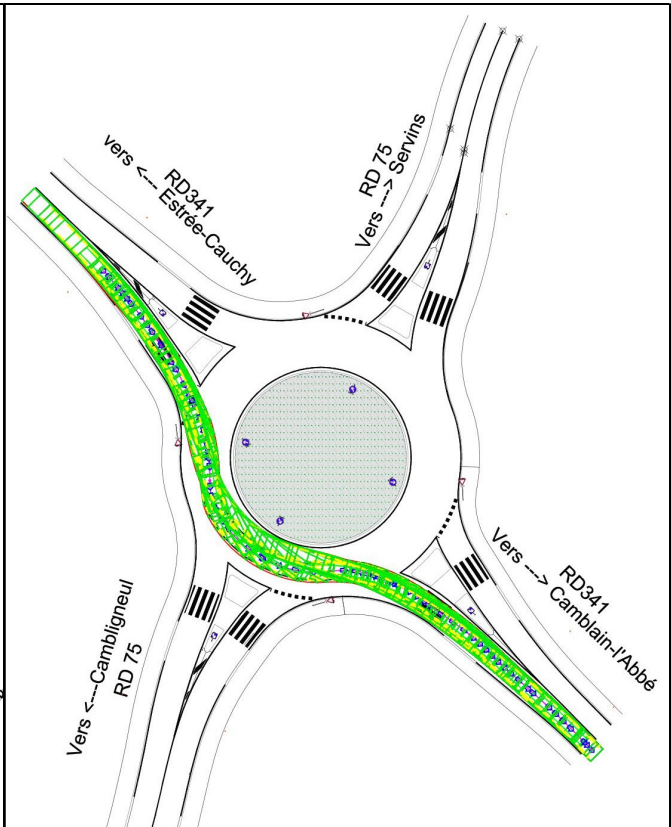 RD341
vers <--- Estrée-Cauchy
RD 75
Vers ---> Servins
RD341
Vers ---> Camblain-l'Abbé
Vers <---Cambligneul
RD 75